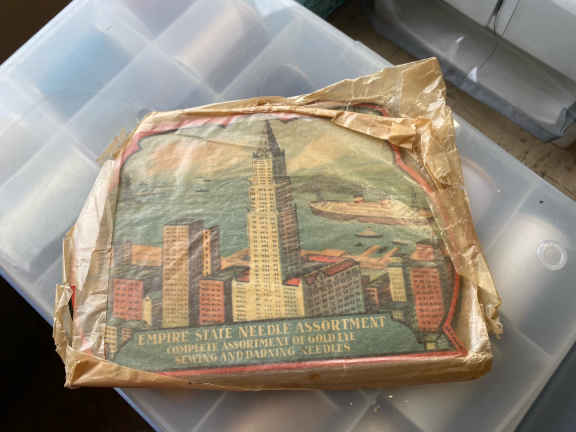 EMPIRE STATE NEEDLE ASSORTMENT
COMPLETE ASSORTMENT OF GOLD EYE
SEWING AND DARNING NEEDLES